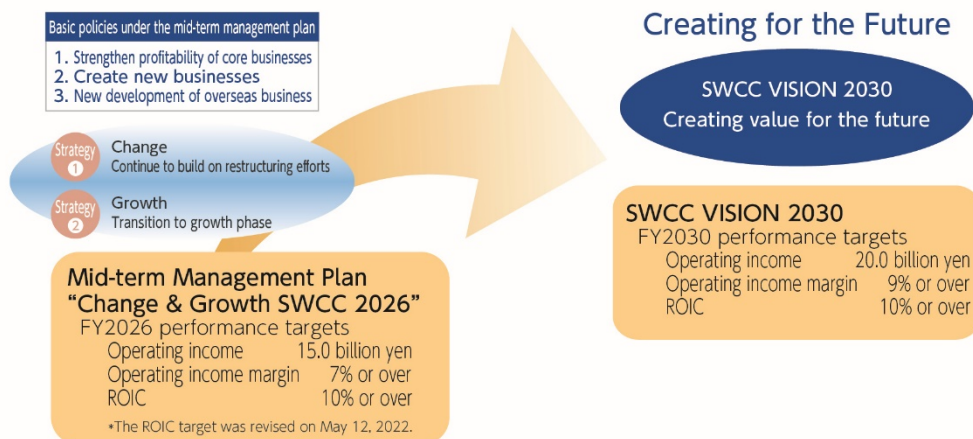 Basic policies under the mid-term management plan
1. Strengthen profitability of core businesses
2. Create new businesses
3. New development of overseas business
Strategy 1
Change
Continue to build on restructuring efforts
Strategy 2
Growth
Transition to growth phase
Mid-term Management Plan
“Change & Growth SWCC 2026”
FY2026 performance targets
Operating income 15.0 billion yen
Operating income margin 7% or over
ROIC 10% or over
*The ROIC target was revised on May 12, 2022.
Creating for the Future
SWCC VISION 2030
Creating value for the future
SWCC VISION 2030
FY2030 performance targets
Operating income 20.0 billion yen
Operating income margin 9% or over
ROIC 10% or over